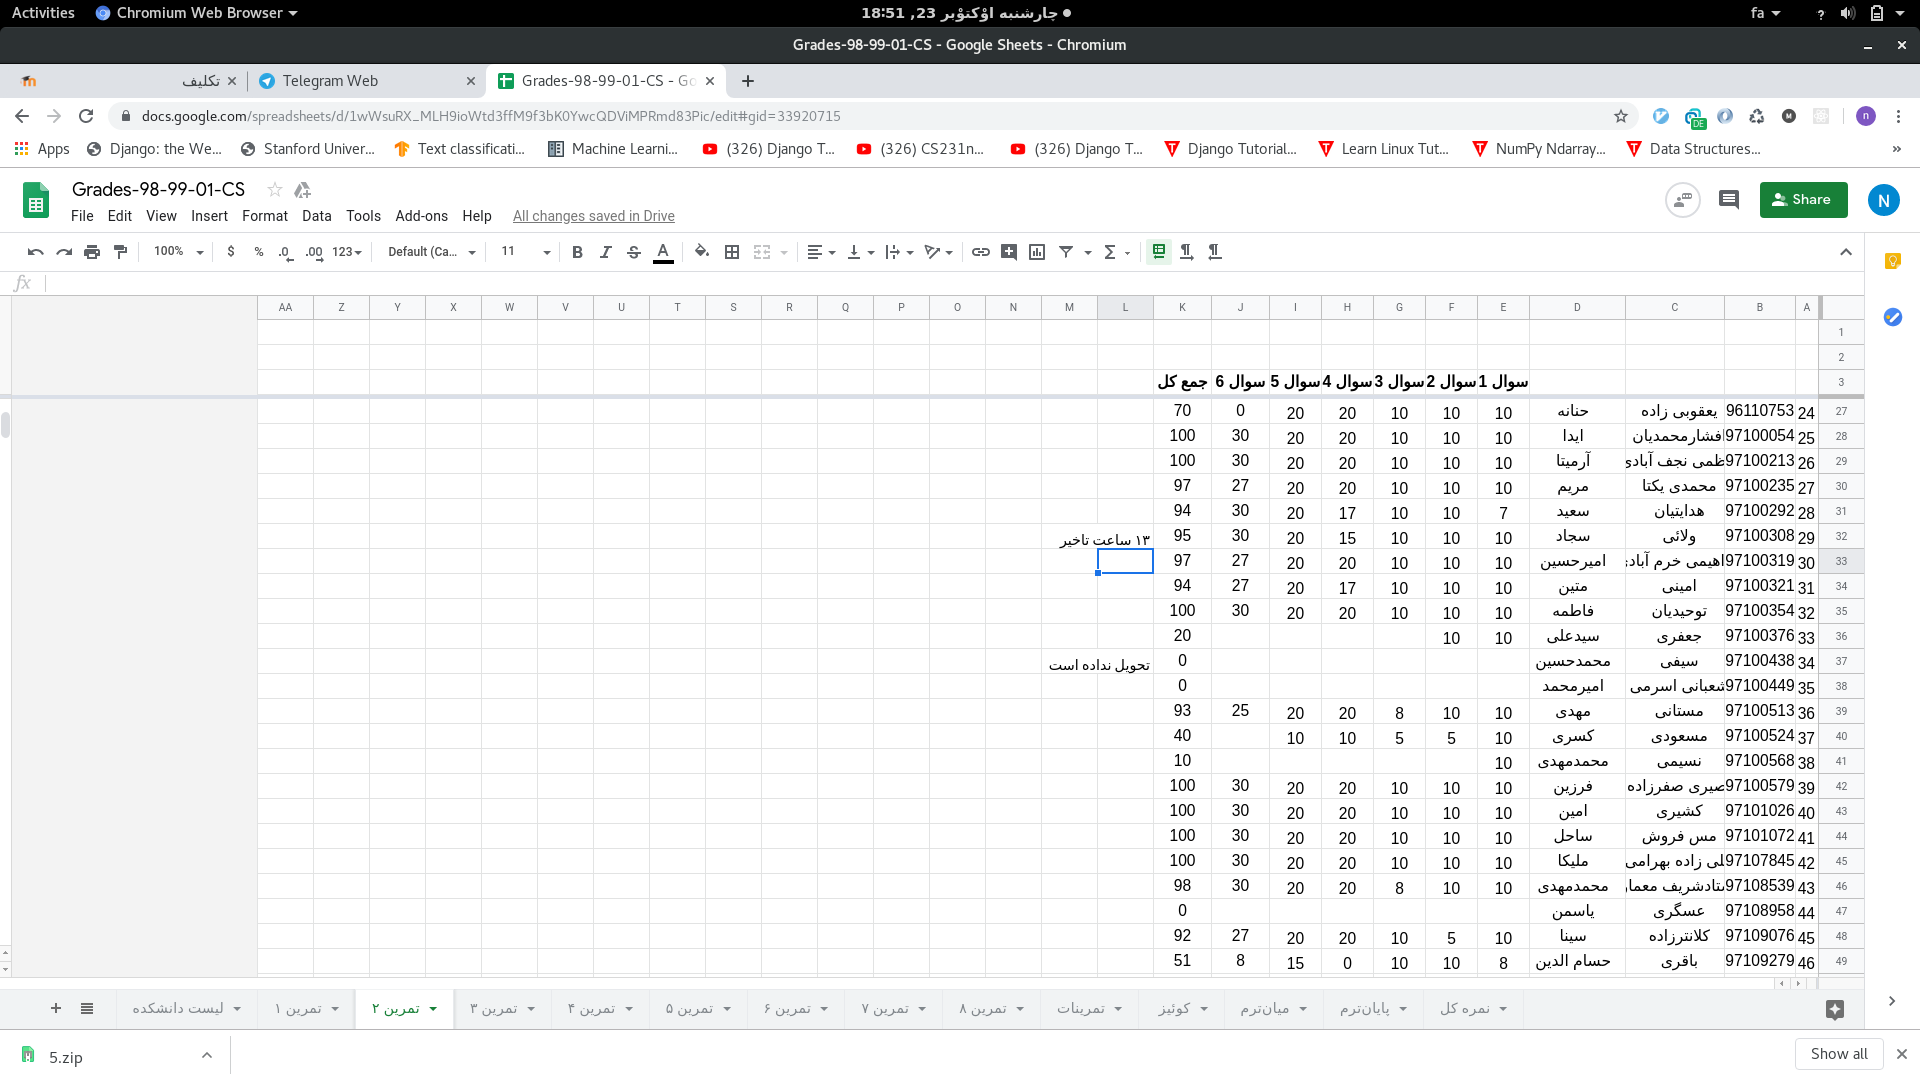 Activities Chromium Web Browser
چارشنبه اوْکتوْبر 23, 18:51 ●
fa
Grades-98-99-01-CS - Google Sheets - Chromium
تکلیف
Telegram Web
Grades-98-99-01-CS - Go
docs.google.com/spreadsheets/d/1wWsuRX_MLH9ioWtd3ffM9f3bK0YwcQDViMPRmd83Pic/edit#gid=33920715
DE
Apps Django: the We... Stanford Univer... Text classificati... Machine Learni... (326) Django T... (326) CS231n... (326) Django T... Django Tutorial... Learn Linux Tut... NumPy Ndarray... Data Structures... »
Grades-98-99-01-CS
File Edit View Insert Format Data Tools Add-ons Help All changes saved in Drive
Share
N
100% $ % .0 .00 123 Default (Ca... 11 B I S A
fx
AA Z Y X W V U T S R Q P O N M L K J I H G F E D C B A
1
2
3 سوال 1 سوال 2 سوال 3 سوال 4 سوال 5 سوال 6 جمع کل
27 24 96110753 یعقوبی زاده حنانه 10 10 10 20 20 0 70
28 25 97100054 افشارمحمدیان ایدا 10 10 10 20 20 30 100
29 26 97100213 ظمی نجف آبادی آرمیتا 10 10 10 20 20 30 100
30 27 97100235 محمدی یکتا مریم 10 10 10 20 20 27 97
31 28 97100292 هدایتیان سعید 7 10 10 17 20 30 94
32 29 97100308 ولائی سجاد 10 10 10 15 20 30 95 ۱۳ ساعت تاخیر
33 30 97100319 اهیمی خرم آبادی امیرحسین 10 10 10 20 20 27 97
34 31 97100321 امینی متین 10 10 10 17 20 27 94
35 32 97100354 توحیدیان فاطمه 10 10 10 20 20 30 100
36 33 97100376 جعفری سیدعلی 10 10 20
37 34 97100438 سیفی محمدحسین 0 تحویل نداده است
38 35 97100449 شعبانی اسرمی امیرمحمد 0
39 36 97100513 مستانی مهدی 10 10 8 20 20 25 93
40 37 97100524 مسعودی کسری 10 5 5 10 10 40
41 38 97100568 نسیمی محمدمهدی 10 10
42 39 97100579 صیری صفرزاده فرزین 10 10 10 20 20 30 100
43 40 97101026 کشیری امین 10 10 10 20 20 30 100
44 41 97101072 مس فروش ساحل 10 10 10 20 20 30 100
45 42 97107845 لی زاده بهرامی ملیکا 10 10 10 20 20 30 100
46 43 97108539 ستادشریف معمار محمدمهدی 10 10 8 20 20 30 98
47 44 97108958 عسگری یاسمن 0
48 45 97109076 کلانترزاده سینا 10 5 10 20 20 27 92
49 46 97109279 باقری حسام الدین 8 10 10 0 15 8 51
لیست دانشکده تمرین ۱ تمرین ۲ تمرین ۳ تمرین ۴ تمرین ۵ تمرین ۶ تمرین ۷ تمرین ۸ تمرینات کوئیز میان‌ترم پایان‌ترم نمره کل
5.zip
Show all